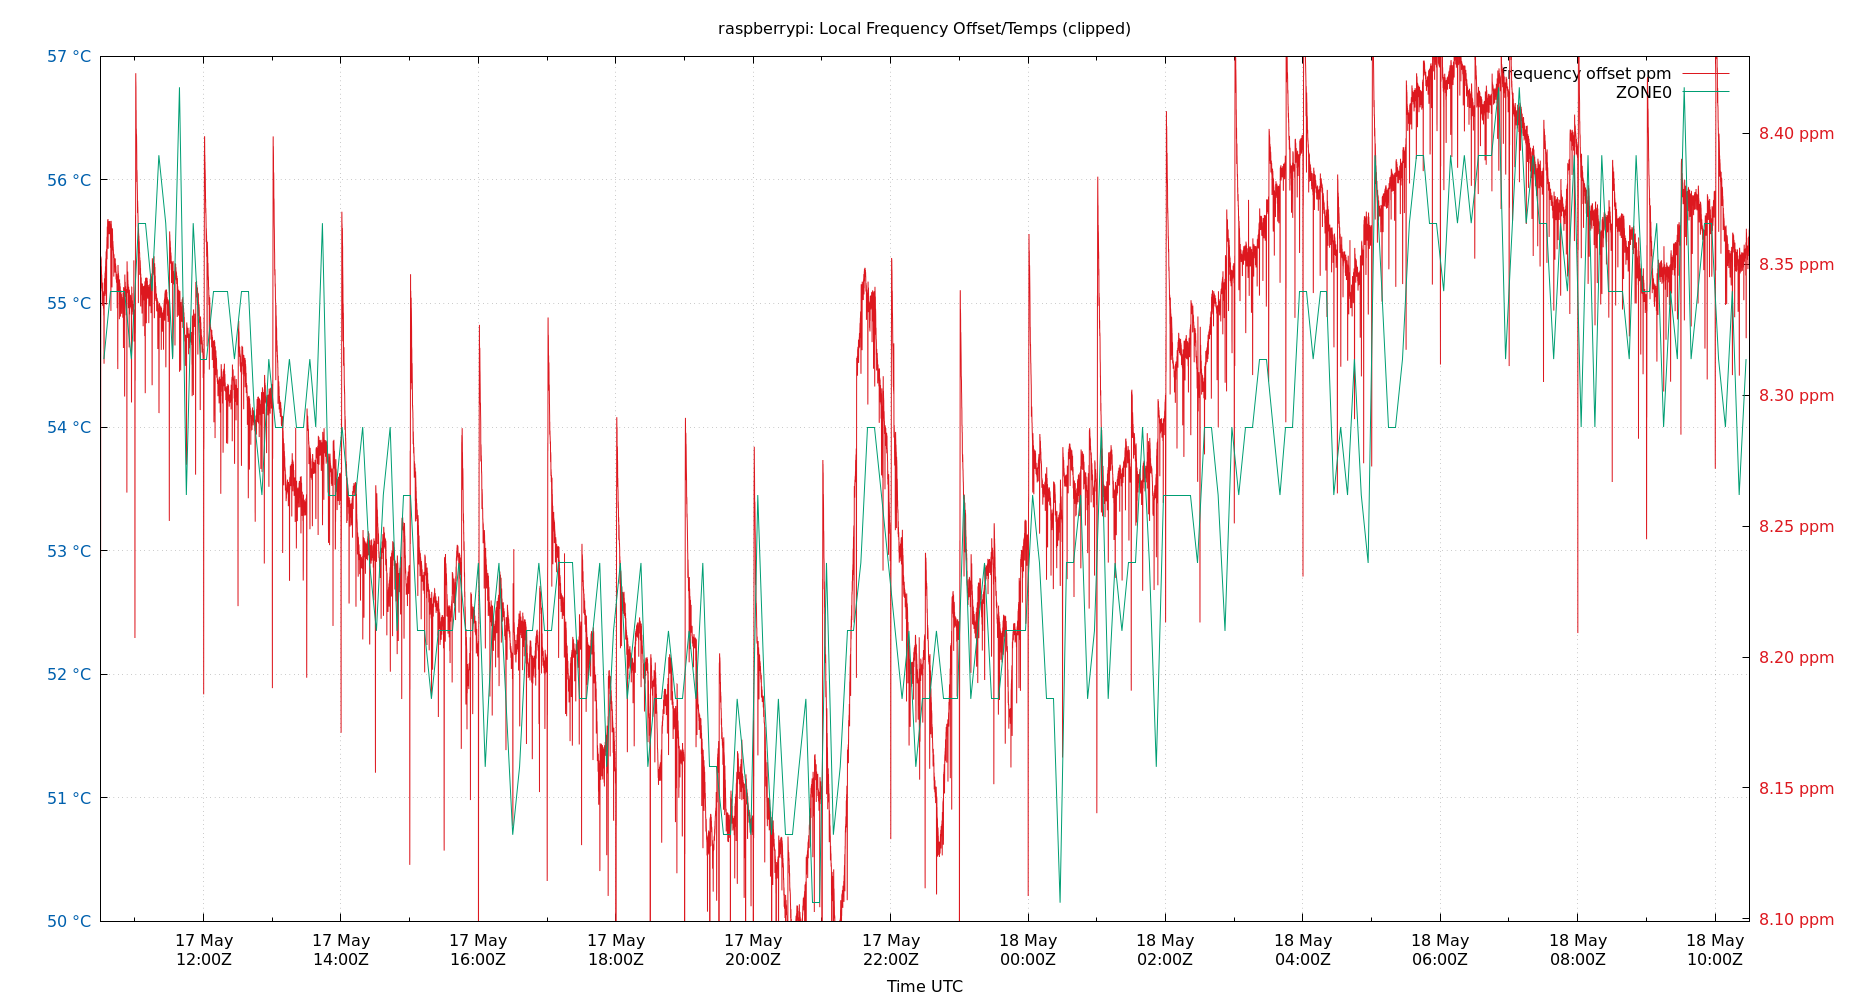 raspberrypi: Local Frequency Offset/Temps (clipped)
57 °C
56 °C
55 °C
54 °C
53 °C
52 °C
51 °C
50 °C
frequency offset ppm
ZONE0
8.40 ppm
8.35 ppm
8.30 ppm
8.25 ppm
8.20 ppm
8.15 ppm
8.10 ppm
17 May
12:00Z
17 May
14:00Z
17 May
16:00Z
17 May
18:00Z
17 May
20:00Z
17 May
22:00Z
18 May
00:00Z
18 May
02:00Z
18 May
04:00Z
18 May
06:00Z
18 May
08:00Z
18 May
10:00Z
Time UTC